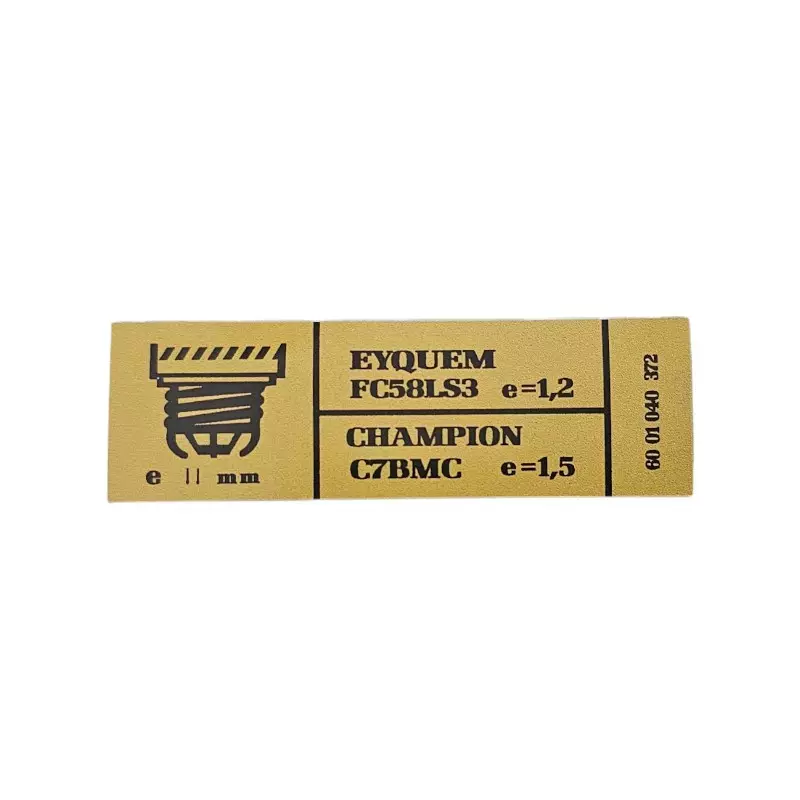 e mm
EYQUEM
FC58LS3 e=1,2
CHAMPION
C7BMC e=1,5
60 01 040 372